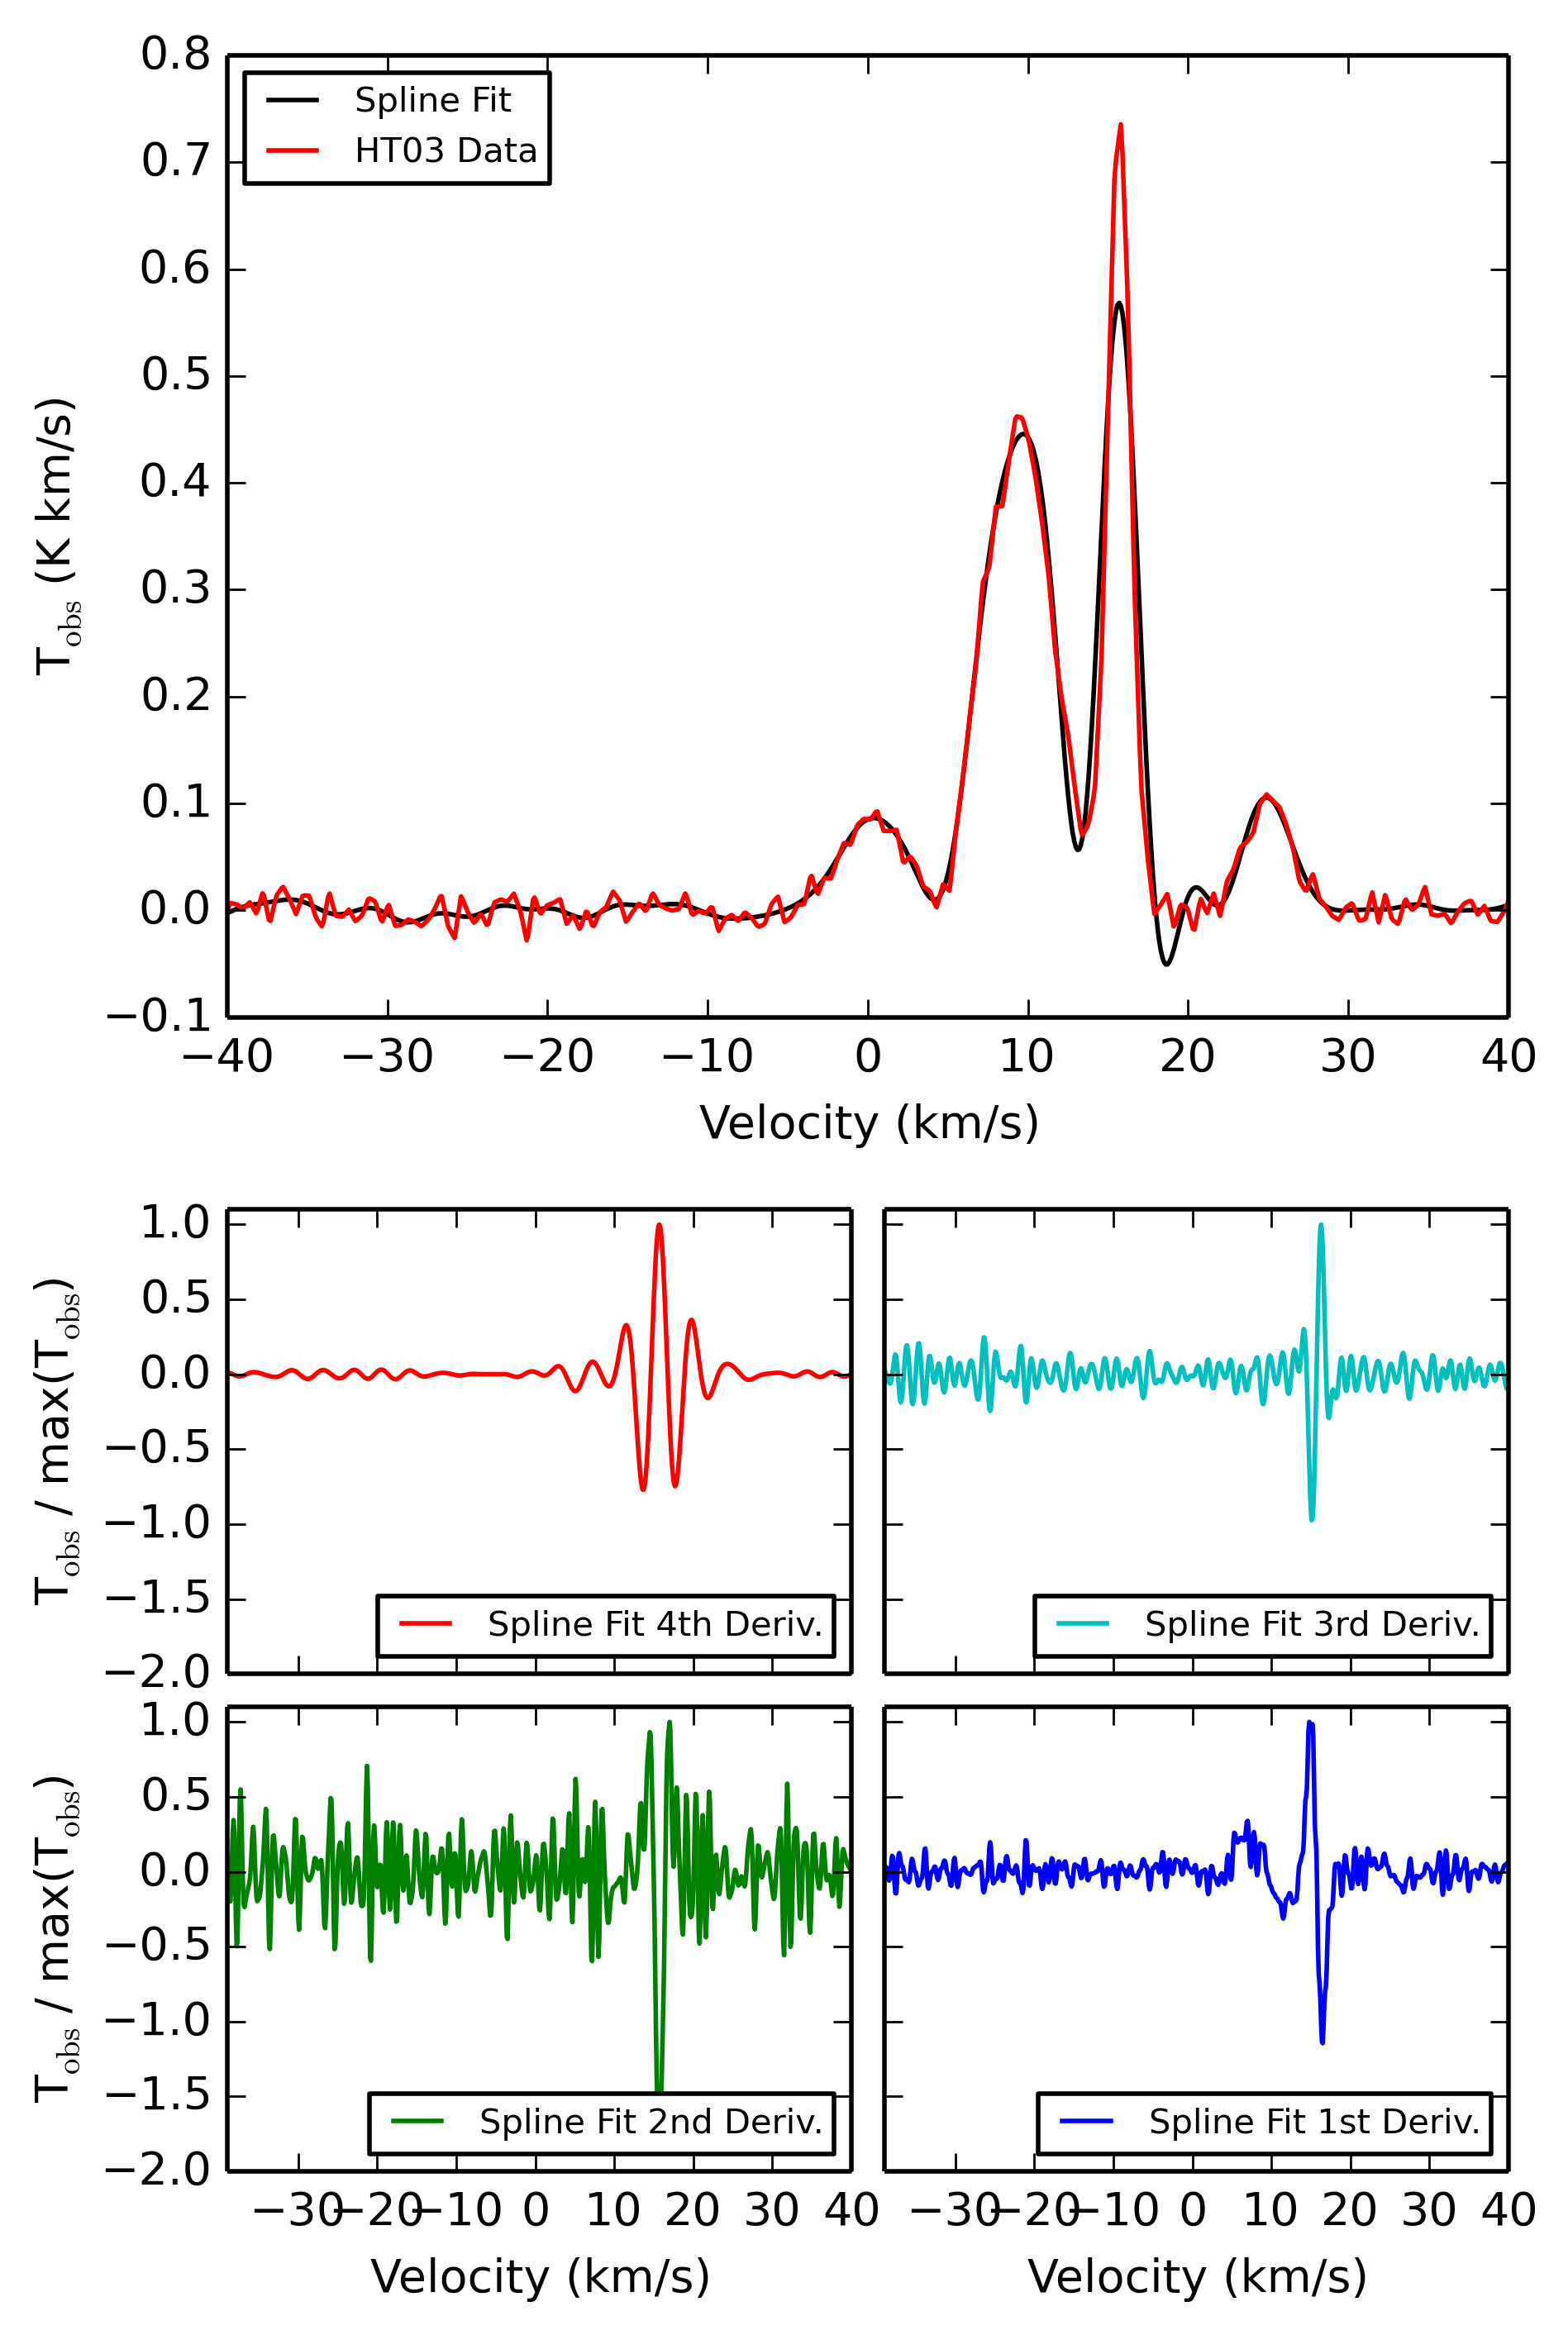 0.8
Spline Fit
HT03 Data
0.7
0.6
0.5
0.4
0.3
0.2
0.1
0.0
−0.1
T_obs (K km/s)
−40 −30 −20 −10 0 10 20 30 40
Velocity (km/s)
1.0
0.5
0.0
−0.5
−1.0
−1.5
−2.0
T_obs / max(T_obs)
Spline Fit 4th Deriv.
Spline Fit 3rd Deriv.
1.0
0.5
0.0
−0.5
−1.0
−1.5
−2.0
T_obs / max(T_obs)
Spline Fit 2nd Deriv.
Spline Fit 1st Deriv.
−30 −20 −10 0 10 20 30 40
−30 −20 −10 0 10 20 30 40
Velocity (km/s)
Velocity (km/s)